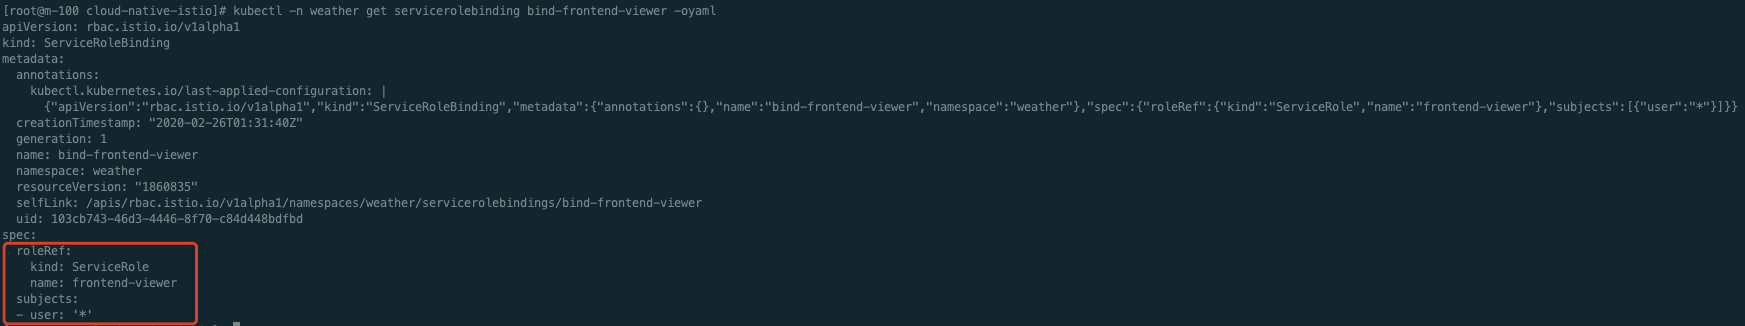 [root@m-100 cloud-native-istio]# kubectl -n weather get servicerolebinding bind-frontend-viewer -oyaml
apiVersion: rbac.istio.io/v1alpha1
kind: ServiceRoleBinding
metadata:
  annotations:
    kubectl.kubernetes.io/last-applied-configuration: |
      {"apiVersion":"rbac.istio.io/v1alpha1","kind":"ServiceRoleBinding","metadata":{"annotations":{},"name":"bind-frontend-viewer","namespace":"weather"},"spec":{"roleRef":{"kind":"ServiceRole","name":"frontend-viewer"},"subjects":[{"user":"*"}]}}
  creationTimestamp: "2020-02-26T01:31:40Z"
  generation: 1
  name: bind-frontend-viewer
  namespace: weather
  resourceVersion: "1860835"
  selfLink: /apis/rbac.istio.io/v1alpha1/namespaces/weather/servicerolebindings/bind-frontend-viewer
  uid: 103cb743-46d3-4446-8f70-c84d448bdfbd
spec:
  roleRef:
    kind: ServiceRole
    name: frontend-viewer
  subjects:
  - user: '*'